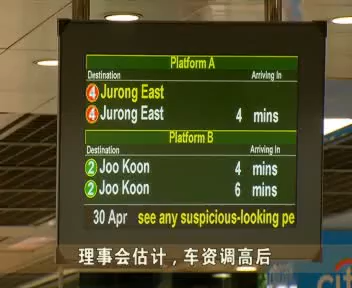 Platform A
Destination Arriving In
4 Jurong East
4 Jurong East 4 mins
Platform B
Destination Arriving In
2 Joo Koon 4 mins
2 Joo Koon 6 mins
30 Apr see any suspicious-looking pe
理事会估计，车资调高后